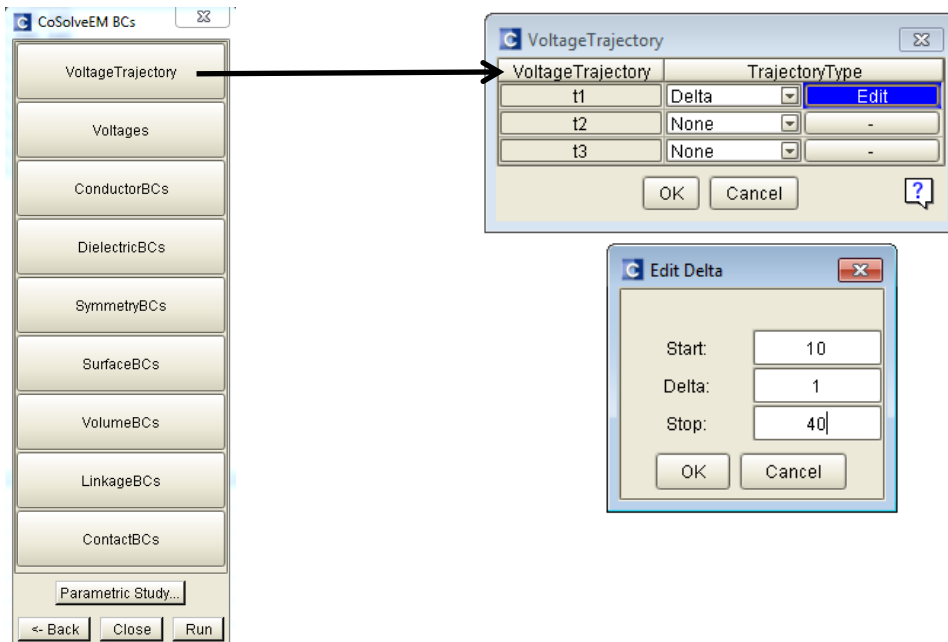 CoSolveEM BCs
VoltageTrajectory
Voltages
ConductorBCs
DielectricBCs
SymmetryBCs
SurfaceBCs
VolumeBCs
LinkageBCs
ContactBCs
Parametric Study...
<- Back Close Run
VoltageTrajectory
VoltageTrajectory TrajectoryType
t1 Delta Edit
t2 None -
t3 None -
OK Cancel ?
Edit Delta
Start: 10
Delta: 1
Stop: 40
OK Cancel